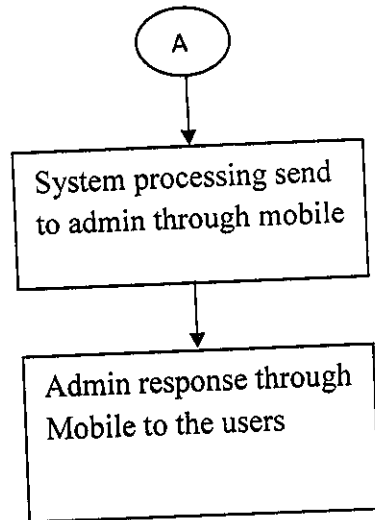 A
System processing send
to admin through mobile
Admin response through
Mobile to the users